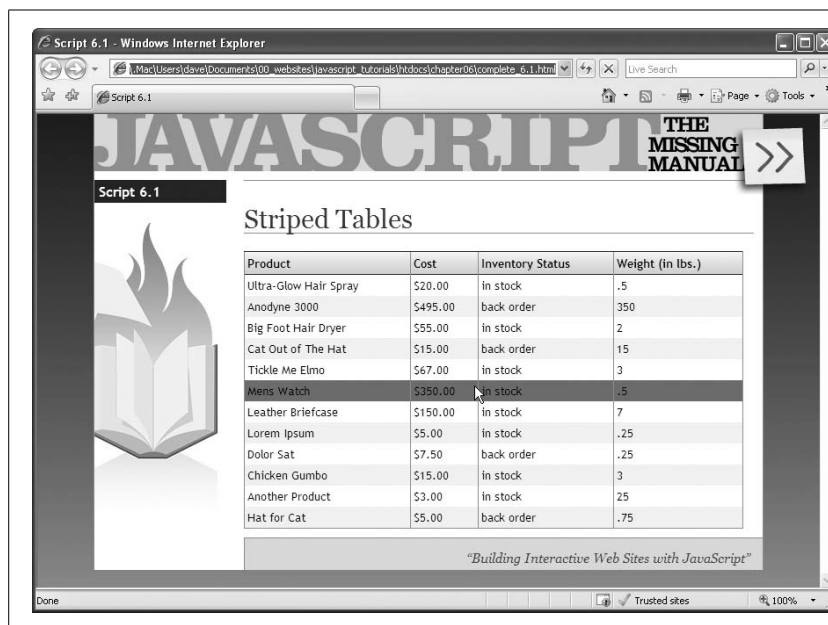 Script 6.1 - Windows Internet Explorer
\.Mac\Users\dave\Documents\00_websites\javascript_tutorials\htdocs\chapter06\complete_6.1.html
Live Search
Script 6.1
Page
Tools
JAVASCRIPT
THE
MISSING
MANUAL
Script 6.1
Striped Tables
Product Cost Inventory Status Weight (in lbs.)
Ultra-Glow Hair Spray $20.00 in stock .5
Anodyne 3000 $495.00 back order 350
Big Foot Hair Dryer $55.00 in stock 2
Cat Out of The Hat $15.00 back order 15
Tickle Me Elmo $67.00 in stock 3
Mens Watch $350.00 in stock .5
Leather Briefcase $150.00 in stock 7
Lorem Ipsum $5.00 in stock .25
Dolor Sat $7.50 back order .25
Chicken Gumbo $15.00 in stock 3
Another Product $3.00 in stock 25
Hat for Cat $5.00 back order .75
“Building Interactive Web Sites with JavaScript”
Done
Trusted sites
100%